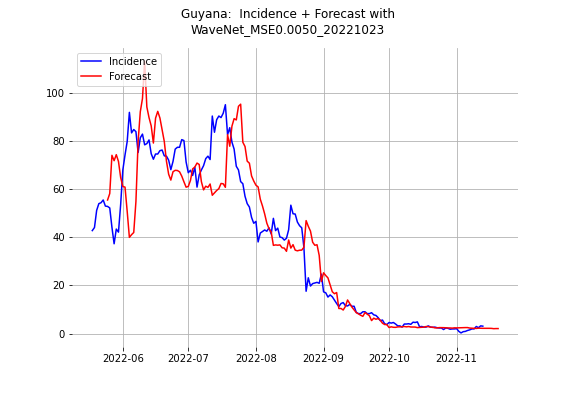 Guyana:  Incidence + Forecast with
WaveNet_MSE0.0050_20221023
Incidence
Forecast
100
80
60
40
20
0
2022-06 2022-07 2022-08 2022-09 2022-10 2022-11